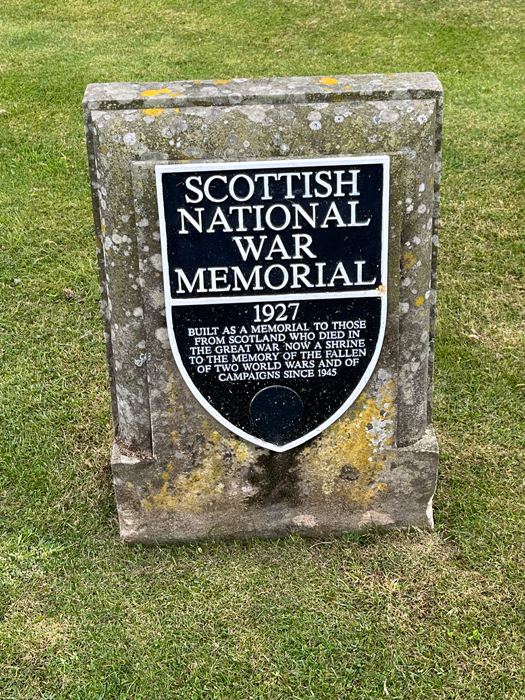 SCOTTISH
NATIONAL
WAR
MEMORIAL
1927
BUILT AS A MEMORIAL TO THOSE
FROM SCOTLAND WHO DIED IN
THE GREAT WAR NOW A SHRINE
TO THE MEMORY OF THE FALLEN
OF TWO WORLD WARS AND OF
CAMPAIGNS SINCE 1945